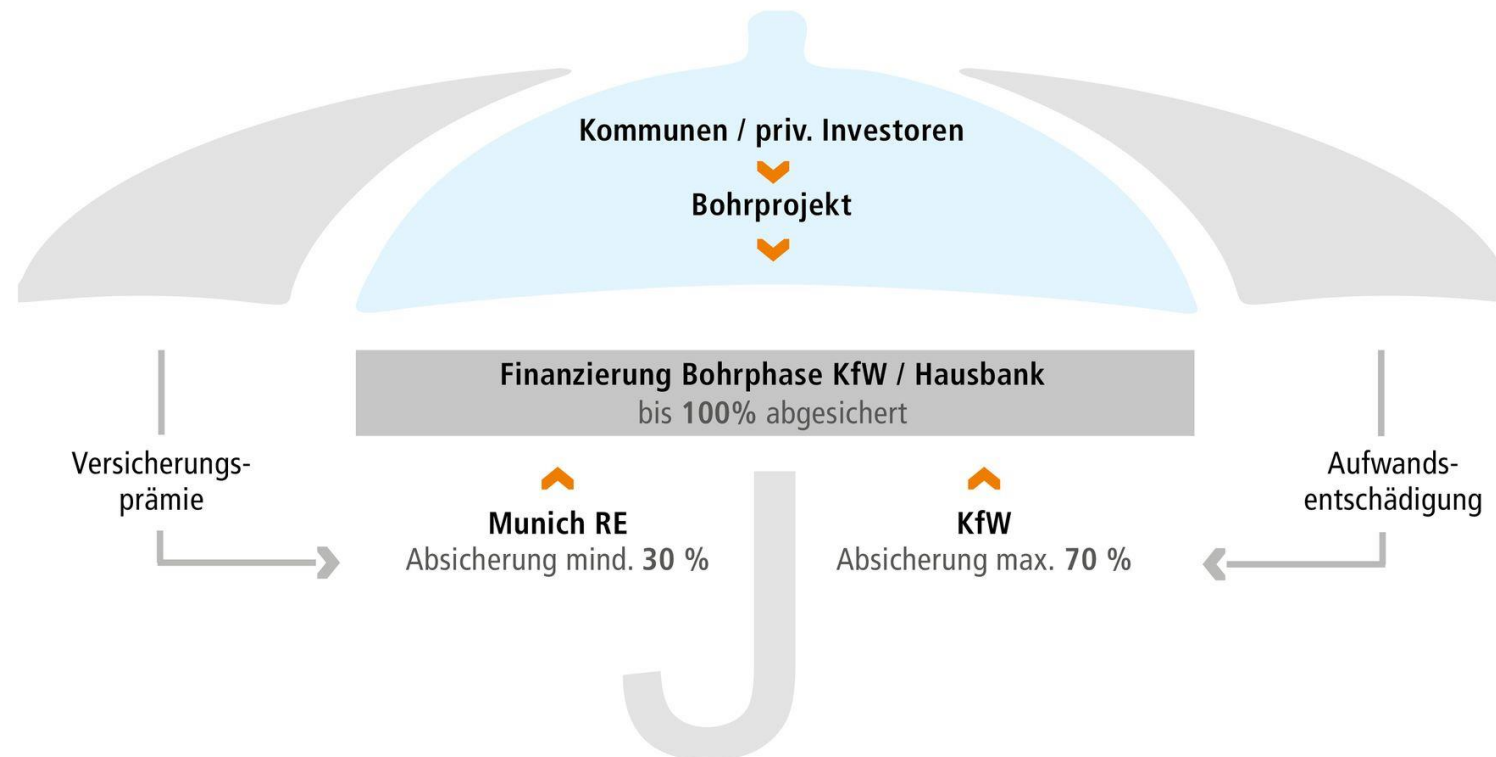 Kommunen / priv. Investoren
Bohrprojekt
Finanzierung Bohrphase KfW / Hausbank
bis 100% abgesichert
Versicherungs-
prämie
Munich RE
Absicherung mind. 30 %
KfW
Absicherung max. 70 %
Aufwands-
entschädigung